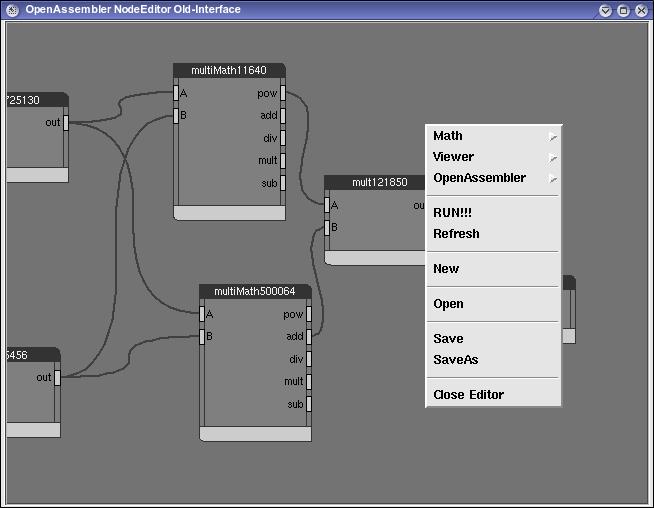 OpenAssembler NodeEditor Old-Interface
multiMath11640
A
B
pow
add
div
mult
sub
725130
out
mult121850
A
B
ou
multiMath500064
A
B
pow
add
div
mult
sub
5456
out
Math
Viewer
OpenAssembler
RUN!!!
Refresh
New
Open
Save
SaveAs
Close Editor